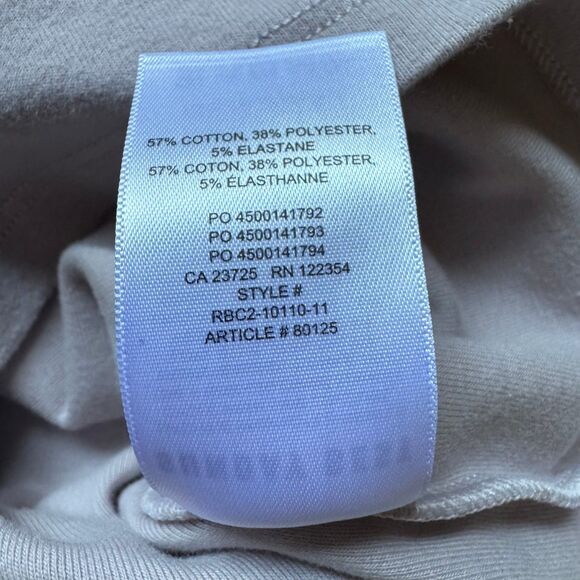 57% COTTON, 38% POLYESTER,
5% ELASTANE
57% COTON, 38% POLYESTER,
5% ÉLASTHANNE
PO 4500141792
PO 4500141793
PO 4500141794
CA 23725 RN 122354
STYLE #
RBC2-10110-11
ARTICLE # 80125